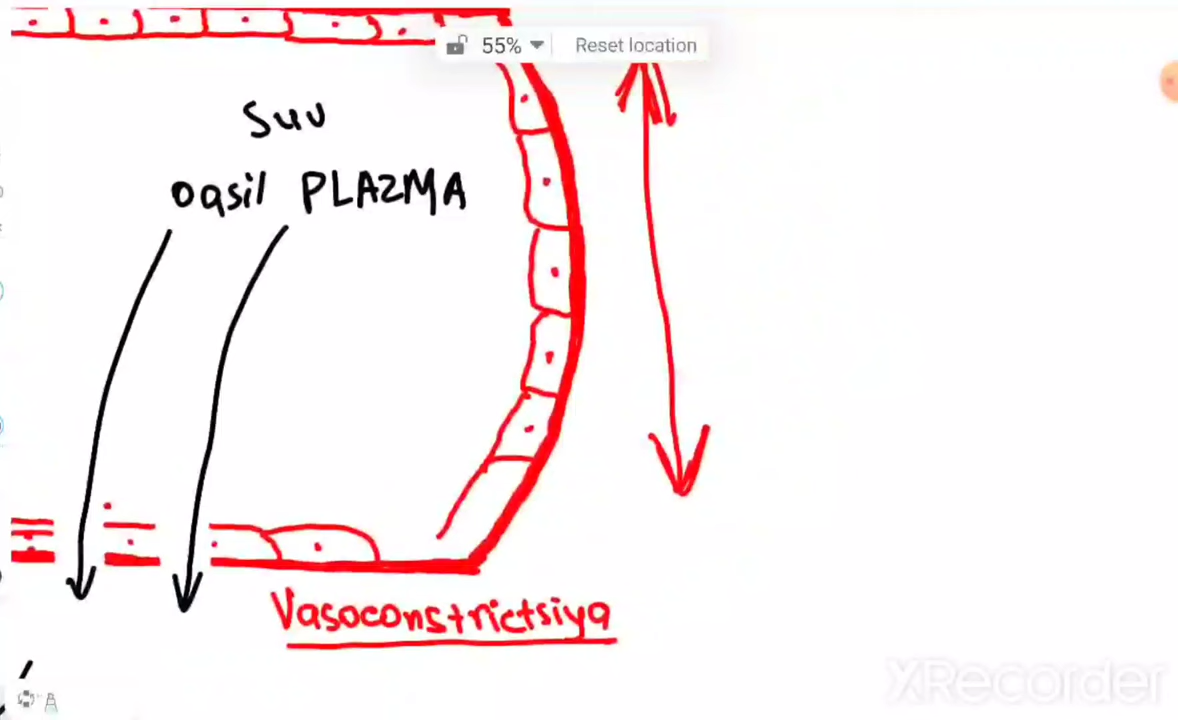 55%
Reset location
suv
oqsil PLAZMA
Vasoconstrictsiya
XRecorder